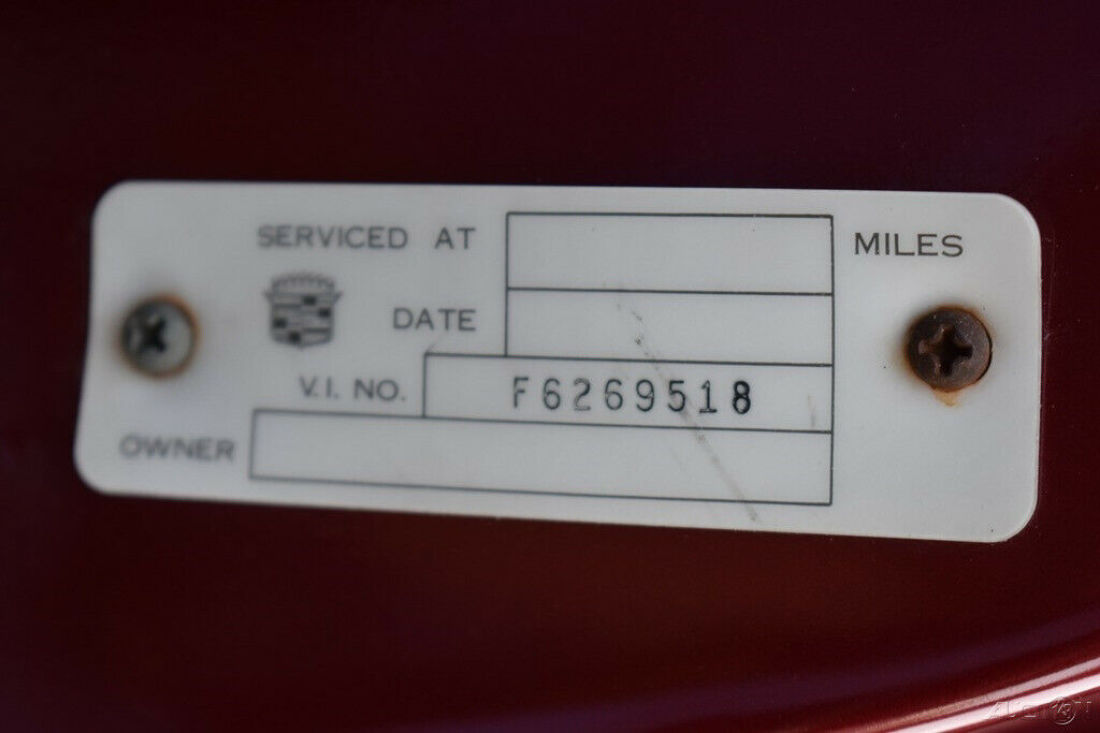 SERVICED AT
MILES
DATE
V.I. NO.
F6269518
OWNER